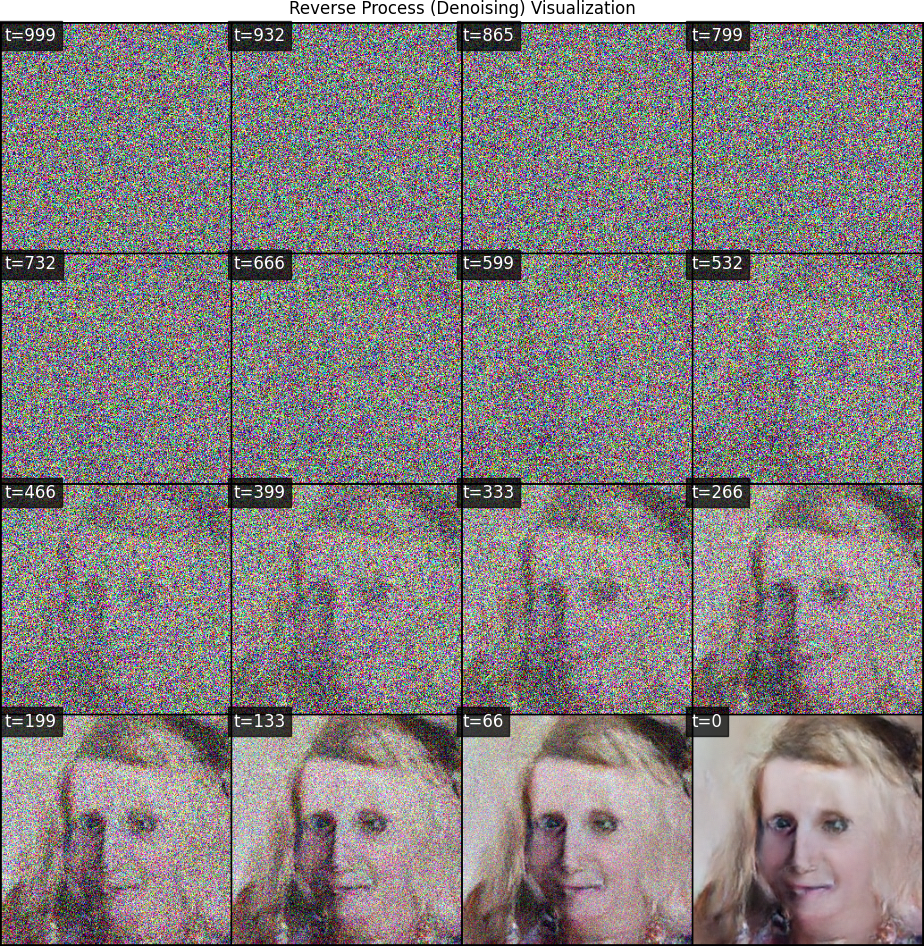 Reverse Process (Denoising) Visualization
t=999
t=932
t=865
t=799
t=732
t=666
t=599
t=532
t=466
t=399
t=333
t=266
t=199
t=133
t=66
t=0